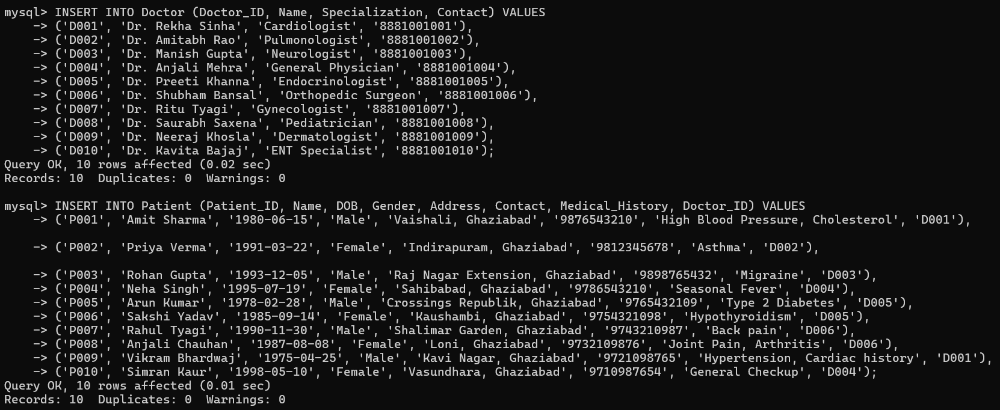 mysql> INSERT INTO Doctor (Doctor_ID, Name, Specialization, Contact) VALUES
    -> ('D001', 'Dr. Rekha Sinha', 'Cardiologist', '8881001001'),
    -> ('D002', 'Dr. Amitabh Rao', 'Pulmonologist', '8881001002'),
    -> ('D003', 'Dr. Manish Gupta', 'Neurologist', '8881001003'),
    -> ('D004', 'Dr. Anjali Mehra', 'General Physician', '8881001004'),
    -> ('D005', 'Dr. Preeti Khanna', 'Endocrinologist', '8881001005'),
    -> ('D006', 'Dr. Shubham Bansal', 'Orthopedic Surgeon', '8881001006'),
    -> ('D007', 'Dr. Ritu Tyagi', 'Gynecologist', '8881001007'),
    -> ('D008', 'Dr. Saurabh Saxena', 'Pediatrician', '8881001008'),
    -> ('D009', 'Dr. Neeraj Khosla', 'Dermatologist', '8881001009'),
    -> ('D010', 'Dr. Kavita Bajaj', 'ENT Specialist', '8881001010');
Query OK, 10 rows affected (0.02 sec)
Records: 10  Duplicates: 0  Warnings: 0

mysql> INSERT INTO Patient (Patient_ID, Name, DOB, Gender, Address, Contact, Medical_History, Doctor_ID) VALUES
    -> ('P001', 'Amit Sharma', '1980-06-15', 'Male', 'Vaishali, Ghaziabad', '9876543210', 'High Blood Pressure, Cholesterol', 'D001'),

    -> ('P002', 'Priya Verma', '1991-03-22', 'Female', 'Indirapuram, Ghaziabad', '9812345678', 'Asthma', 'D002'),

    -> ('P003', 'Rohan Gupta', '1993-12-05', 'Male', 'Raj Nagar Extension, Ghaziabad', '9898765432', 'Migraine', 'D003'),
    -> ('P004', 'Neha Singh', '1995-07-19', 'Female', 'Sahibabad, Ghaziabad', '9786543210', 'Seasonal Fever', 'D004'),
    -> ('P005', 'Arun Kumar', '1978-02-28', 'Male', 'Crossings Republik, Ghaziabad', '9765432109', 'Type 2 Diabetes', 'D005'),
    -> ('P006', 'Sakshi Yadav', '1985-09-14', 'Female', 'Kaushambi, Ghaziabad', '9754321098', 'Hypothyroidism', 'D005'),
    -> ('P007', 'Rahul Tyagi', '1990-11-30', 'Male', 'Shalimar Garden, Ghaziabad', '9743210987', 'Back pain', 'D006'),
    -> ('P008', 'Anjali Chauhan', '1987-08-08', 'Female', 'Loni, Ghaziabad', '9732109876', 'Joint Pain, Arthritis', 'D006'),
    -> ('P009', 'Vikram Bhardwaj', '1975-04-25', 'Male', 'Kavi Nagar, Ghaziabad', '9721098765', 'Hypertension, Cardiac history', 'D001'),
    -> ('P010', 'Simran Kaur', '1998-05-10', 'Female', 'Vasundhara, Ghaziabad', '9710987654', 'General Checkup', 'D004');
Query OK, 10 rows affected (0.01 sec)
Records: 10  Duplicates: 0  Warnings: 0